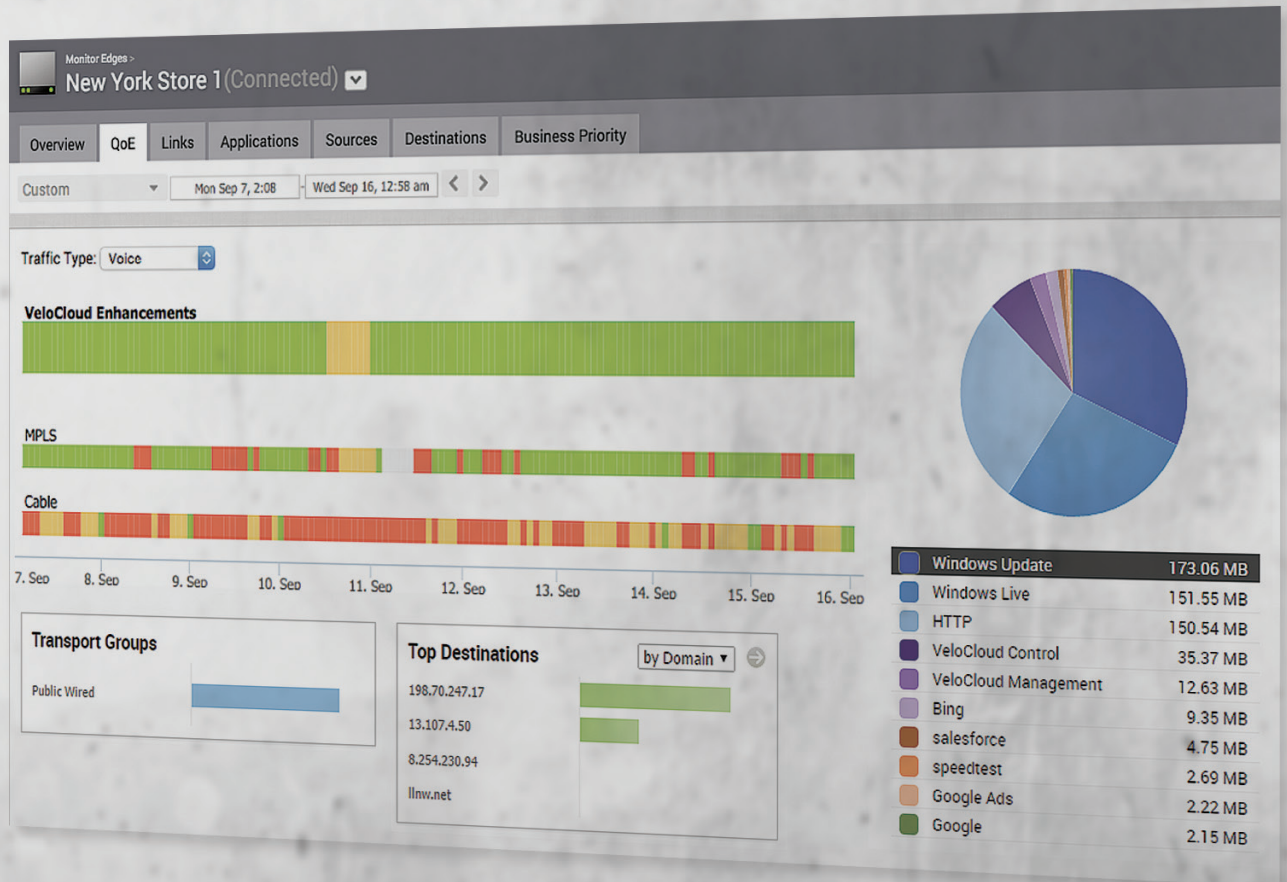 Monitor Edges >
New York Store 1 (Connected)
Overview QoE Links Applications Sources Destinations Business Priority
Custom Mon Sep 7, 2:08 - Wed Sep 16, 12:58 am < >
Traffic Type: Voice
VeloCloud Enhancements
MPLS
Cable
7. Sep 8. Sep 9. Sep 10. Sep 11. Sep 12. Sep 13. Sep 14. Sep 15. Sep 16. Sep
Transport Groups
Public Wired
Top Destinations by Domain
198.70.247.17
13.107.4.50
8.254.230.94
llnw.net
Windows Update 173.06 MB
Windows Live 151.55 MB
HTTP 150.54 MB
VeloCloud Control 35.37 MB
VeloCloud Management 12.63 MB
Bing 9.35 MB
salesforce 4.75 MB
speedtest 2.69 MB
Google Ads 2.22 MB
Google 2.15 MB